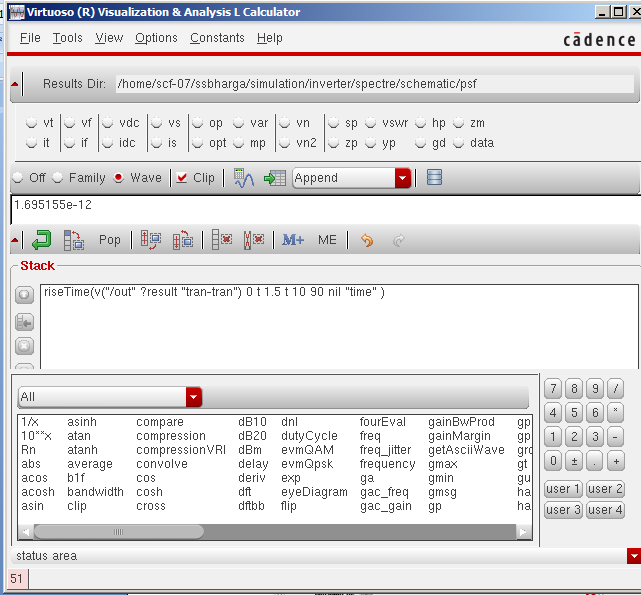 Virtuoso (R) Visualization & Analysis L Calculator
File Tools View Options Constants Help
cādence
Results Dir: /home/scf-07/ssbharga/simulation/inverter/spectre/schematic/psf
vt vf vdc vs op var vn sp vswr hp zm
it if idc is opt mp vn2 zp yp gd data
Off Family Wave Clip Append
1.695155e-12
Pop M+ ME
Stack
riseTime(v("/out" ?result "tran-tran") 0 t 1.5 t 10 90 nil "time" )
All
7 8 9 /
4 5 6 *
1 2 3 -
0 ± . +
user 1 user 2
user 3 user 4
1/x asinh compare dB10 dnl fourEval gainBwProd gp
10**x atan compression dB20 dutyCycle freq gainMargin gp
Rn atanh compressionVRI dBm evmQAM freq_jitter getAsciiWave gro
abs average convolve delay evmQpsk frequency gmax gt
acos b1f cos deriv exp ga gmin gu
acosh bandwidth cosh dft eyeDiagram gac_freq gmsg ha
asin clip cross dftbb flip gac_gain gp ha
status area
51